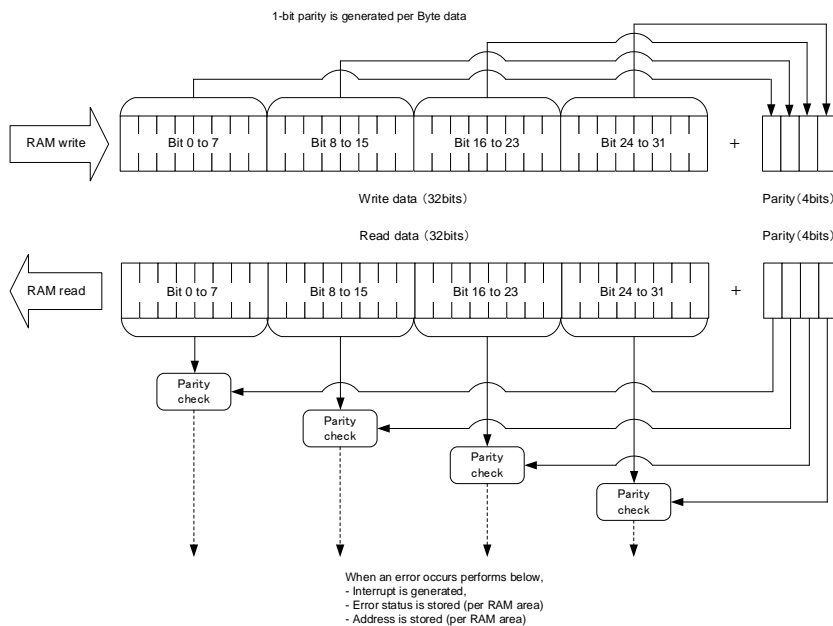 1-bit parity is generated per Byte data
RAM write
Bit 0 to 7
Bit 8 to 15
Bit 16 to 23
Bit 24 to 31
+
Write data (32bits)
Parity(4bits)
Read data (32bits)
Parity(4bits)
RAM read
Bit 0 to 7
Bit 8 to 15
Bit 16 to 23
Bit 24 to 31
+
Parity
check
Parity
check
Parity
check
Parity
check
When an error occurs performs below,
- Interrupt is generated,
- Error status is stored (per RAM area)
- Address is stored (per RAM area)